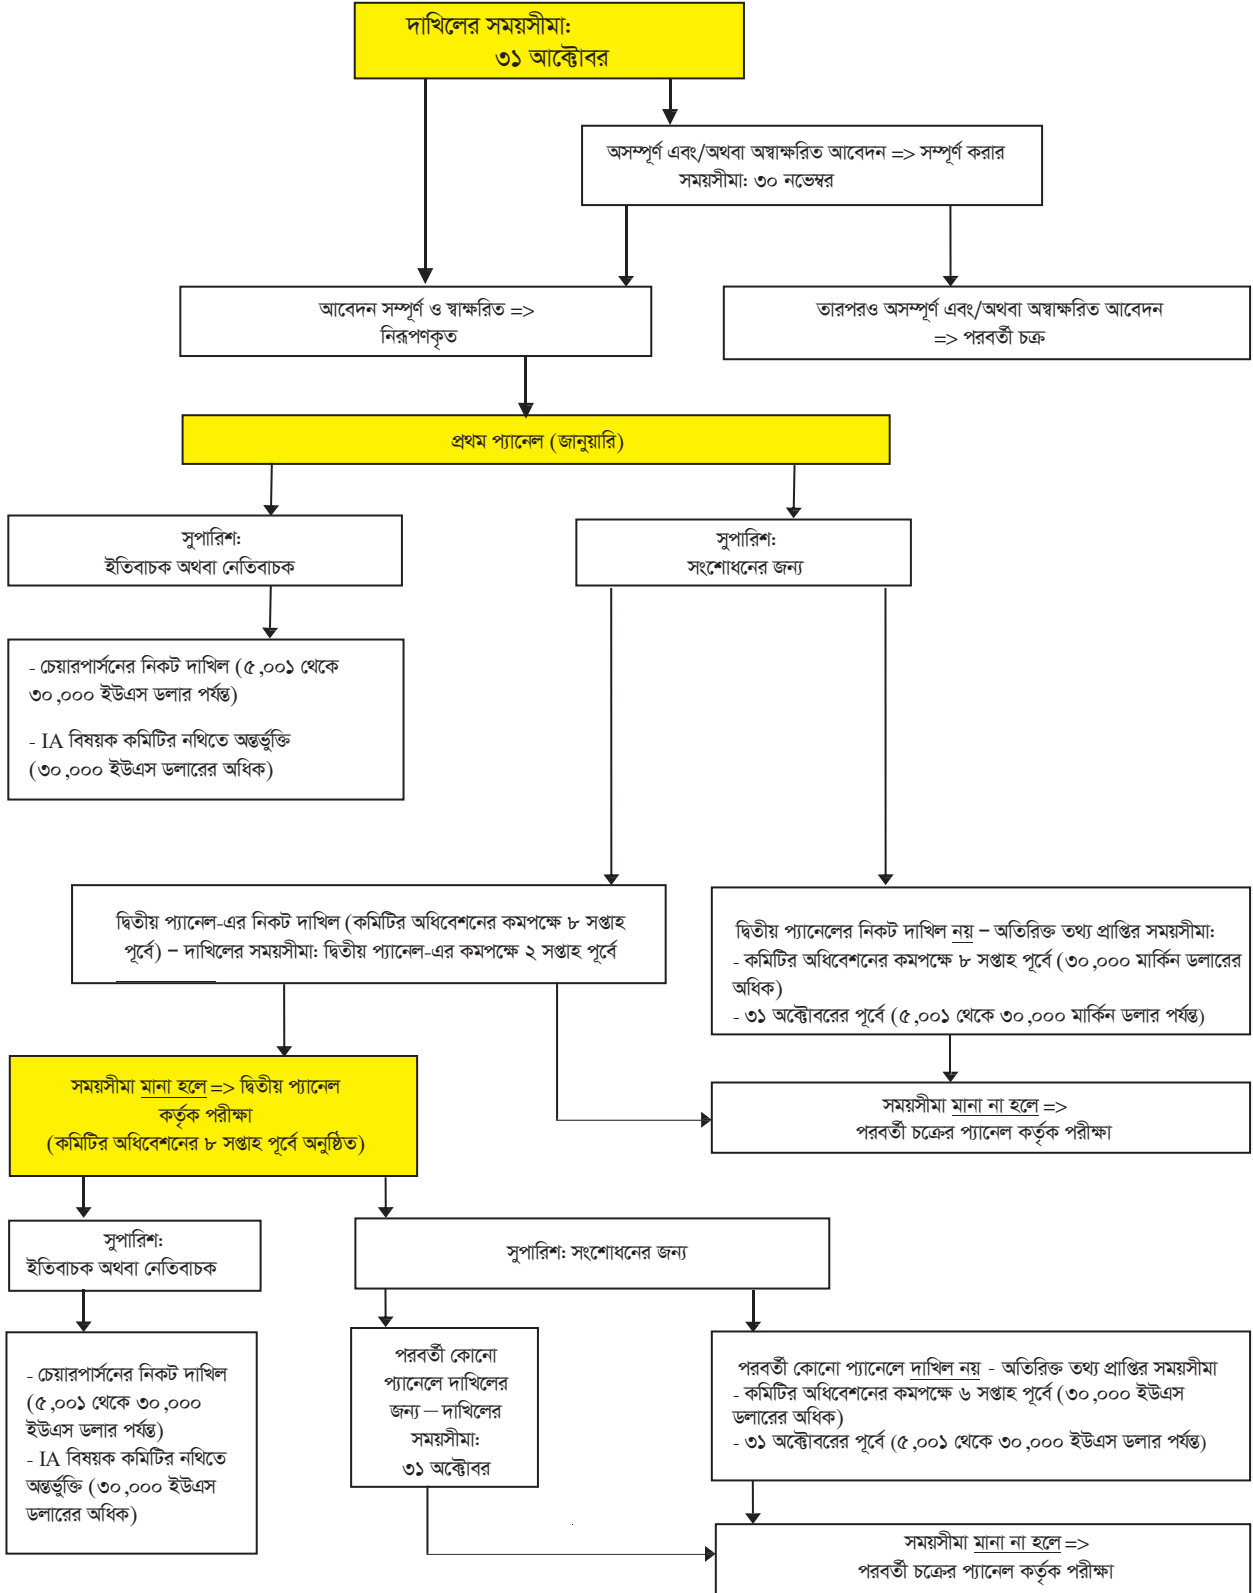 দাখিলের সময়সীমা:
৩১ আক্টোবর
অসম্পূর্ণ এবং/অথবা অস্বাক্ষরিত আবেদন => সম্পূর্ণ করার
সময়সীমা: ৩০ নভেম্বর
আবেদন সম্পূর্ণ ও স্বাক্ষরিত =>
নিরূপণকৃত
তারপরও অসম্পূর্ণ এবং/অথবা অস্বাক্ষরিত আবেদন
=> পরবর্তী চক্র
প্রথম প্যানেল (জানুয়ারি)
সুপারিশ:
ইতিবাচক অথবা নেতিবাচক
সুপারিশ:
সংশোধনের জন্য
- চেয়ারপার্সনের নিকট দাখিল (৫,০০১ থেকে
৩০,০০০ ইউএস ডলার পর্যন্ত)
- IA বিষয়ক কমিটির নথিতে অন্তর্ভুক্তি
(৩০,০০০ ইউএস ডলারের অধিক)
দ্বিতীয় প্যানেল-এর নিকট দাখিল (কমিটির অধিবেশনের কমপক্ষে ৮ সপ্তাহ
পূর্বে) – দাখিলের সময়সীমা: দ্বিতীয় প্যানেল-এর কমপক্ষে ২ সপ্তাহ পূর্বে
দ্বিতীয় প্যানেলের নিকট দাখিল নয় – অতিরিক্ত তথ্য প্রাপ্তির সময়সীমা:
- কমিটির অধিবেশনের কমপক্ষে ৮ সপ্তাহ পূর্বে (৩০,০০০ মার্কিন ডলারের
অধিক)
- ৩১ অক্টোবরের পূর্বে (৫,০০১ থেকে ৩০,০০০ মার্কিন ডলার পর্যন্ত)
সময়সীমা মানা হলে => দ্বিতীয় প্যানেল
কর্তৃক পরীক্ষা
(কমিটির অধিবেশনের ৮ সপ্তাহ পূর্বে অনুষ্ঠিত)
সময়সীমা মানা না হলে =>
পরবর্তী চক্রের প্যানেল কর্তৃক পরীক্ষা
সুপারিশ:
ইতিবাচক অথবা নেতিবাচক
সুপারিশ: সংশোধনের জন্য
- চেয়ারপার্সনের নিকট দাখিল
(৫,০০১ থেকে ৩০,০০০
ইউএস ডলার পর্যন্ত)
- IA বিষয়ক কমিটির নথিতে
অন্তর্ভুক্তি (৩০,০০০ ইউএস
ডলারের অধিক)
পরবর্তী কোনো
প্যানেলে দাখিলের
জন্য – দাখিলের
সময়সীমা:
৩১ অক্টোবর
পরবর্তী কোনো প্যানেলে দাখিল নয় - অতিরিক্ত তথ্য প্রাপ্তির সময়সীমা
- কমিটির অধিবেশনের কমপক্ষে ৬ সপ্তাহ পূর্বে (৩০,০০০ ইউএস
ডলারের অধিক)
- ৩১ অক্টোবরের পূর্বে (৫,০০১ থেকে ৩০,০০০ ইউএস ডলার পর্যন্ত)
সময়সীমা মানা না হলে =>
পরবর্তী চক্রের প্যানেল কর্তৃক পরীক্ষা